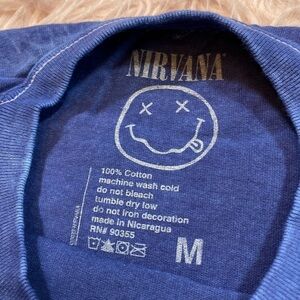 NIRVANA
100% Cotton
machine wash cold
do not bleach
tumble dry low
do not iron decoration
made in Nicaragua
RN# 90355
M